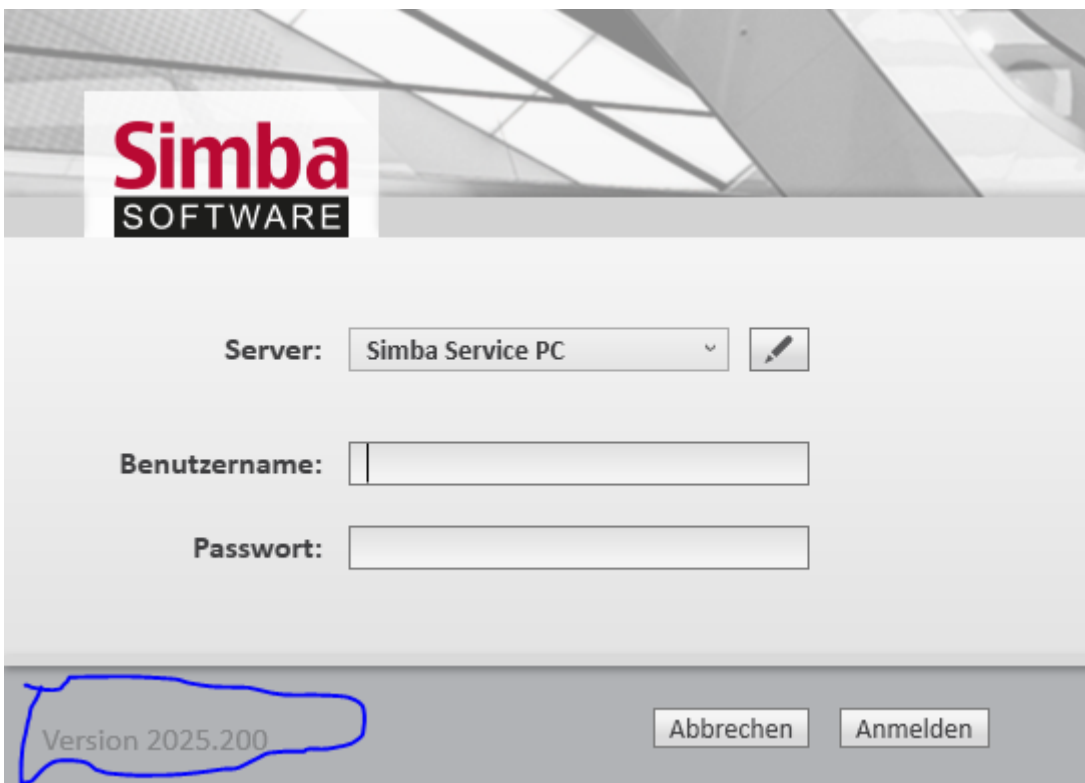 Simba
SOFTWARE
Server: Simba Service PC
Benutzername:
Passwort:
Version 2025.200 Abbrechen Anmelden